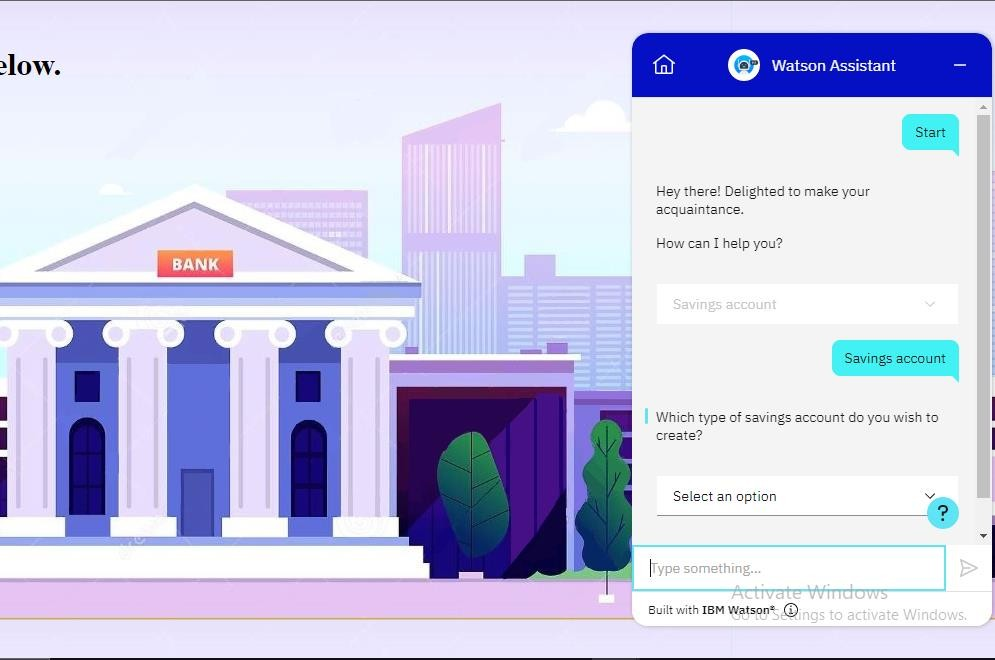 elow.
BANK
Watson Assistant
Start
Hey there! Delighted to make your
acquaintance.
How can I help you?
Savings account
Savings account
Which type of savings account do you wish to
create?
Select an option
?
Type something...
Activate Windows
Built with IBM Watson®
Go to Settings to activate Windows.